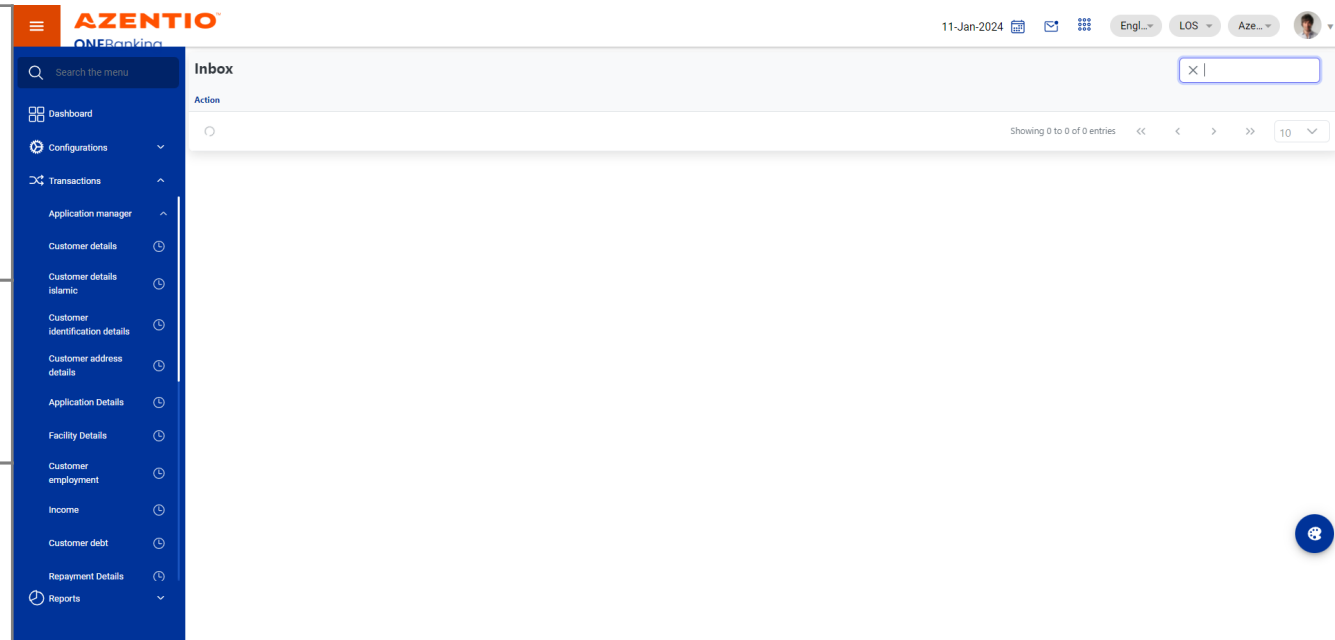 AZENTIO
ONEBanking
11-Jan-2024
Engl...
LOS
Aze...
Search the menu
Inbox
Action
Showing 0 to 0 of 0 entries
10
Dashboard
Configurations
Transactions
Application manager
Customer details
Customer details
islamic
Customer
identification details
Customer address
details
Application Details
Facility Details
Customer
employment
Income
Customer debt
Repayment Details
Reports